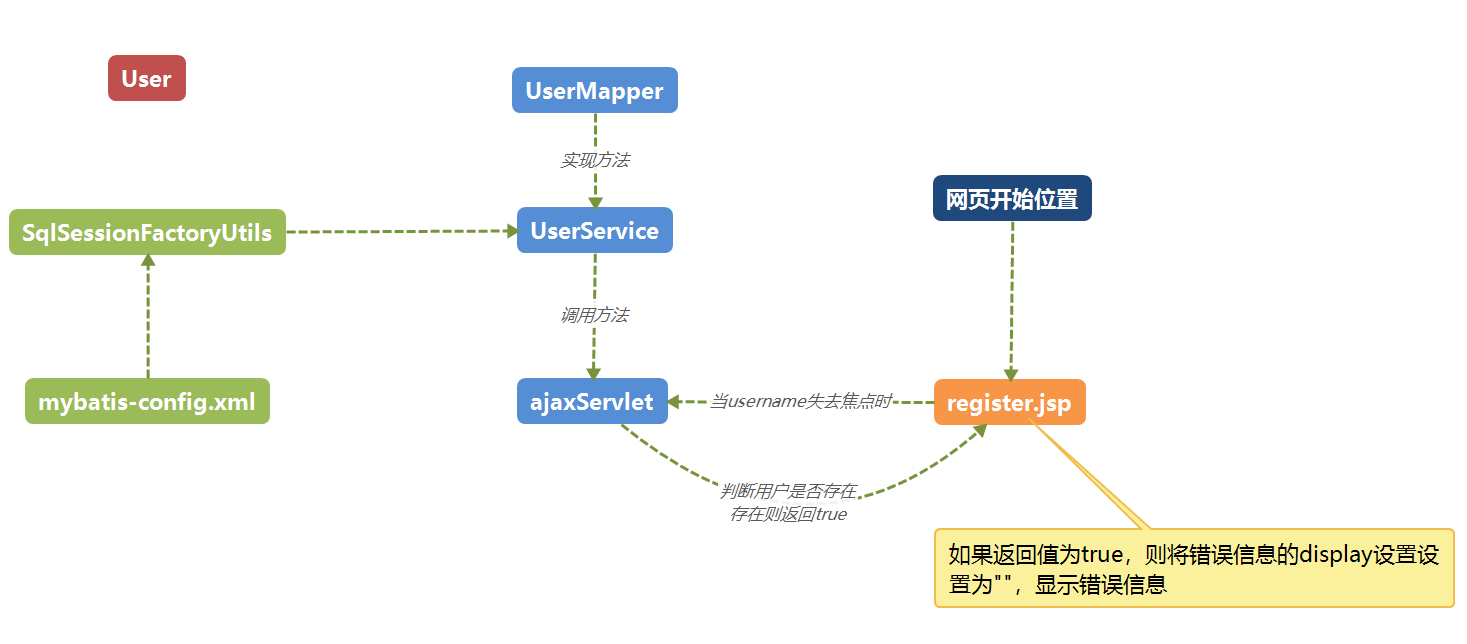 User
UserMapper
实现方法
网页开始位置
SqlSessionFactoryUtils
UserService
调用方法
mybatis-config.xml
ajaxServlet
当username失去焦点时
register.jsp
判断用户是否存在
存在则返回true
如果返回值为true，则将错误信息的display设置设
置为""，显示错误信息